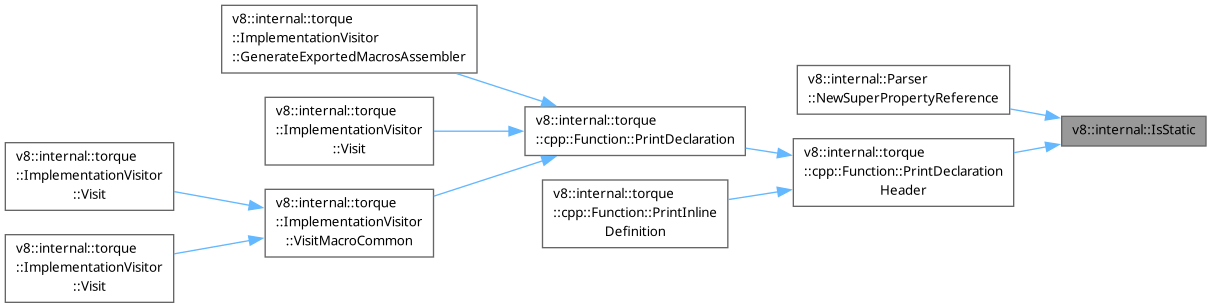 v8::internal::torque
::ImplementationVisitor
::GenerateExportedMacrosAssembler
v8::internal::Parser
::NewSuperPropertyReference
v8::internal::torque
::ImplementationVisitor
::Visit
v8::internal::torque
::cpp::Function::PrintDeclaration
v8::internal::IsStatic
v8::internal::torque
::ImplementationVisitor
::Visit
v8::internal::torque
::cpp::Function::PrintDeclaration
Header
v8::internal::torque
::ImplementationVisitor
::VisitMacroCommon
v8::internal::torque
::cpp::Function::PrintInline
Definition
v8::internal::torque
::ImplementationVisitor
::Visit